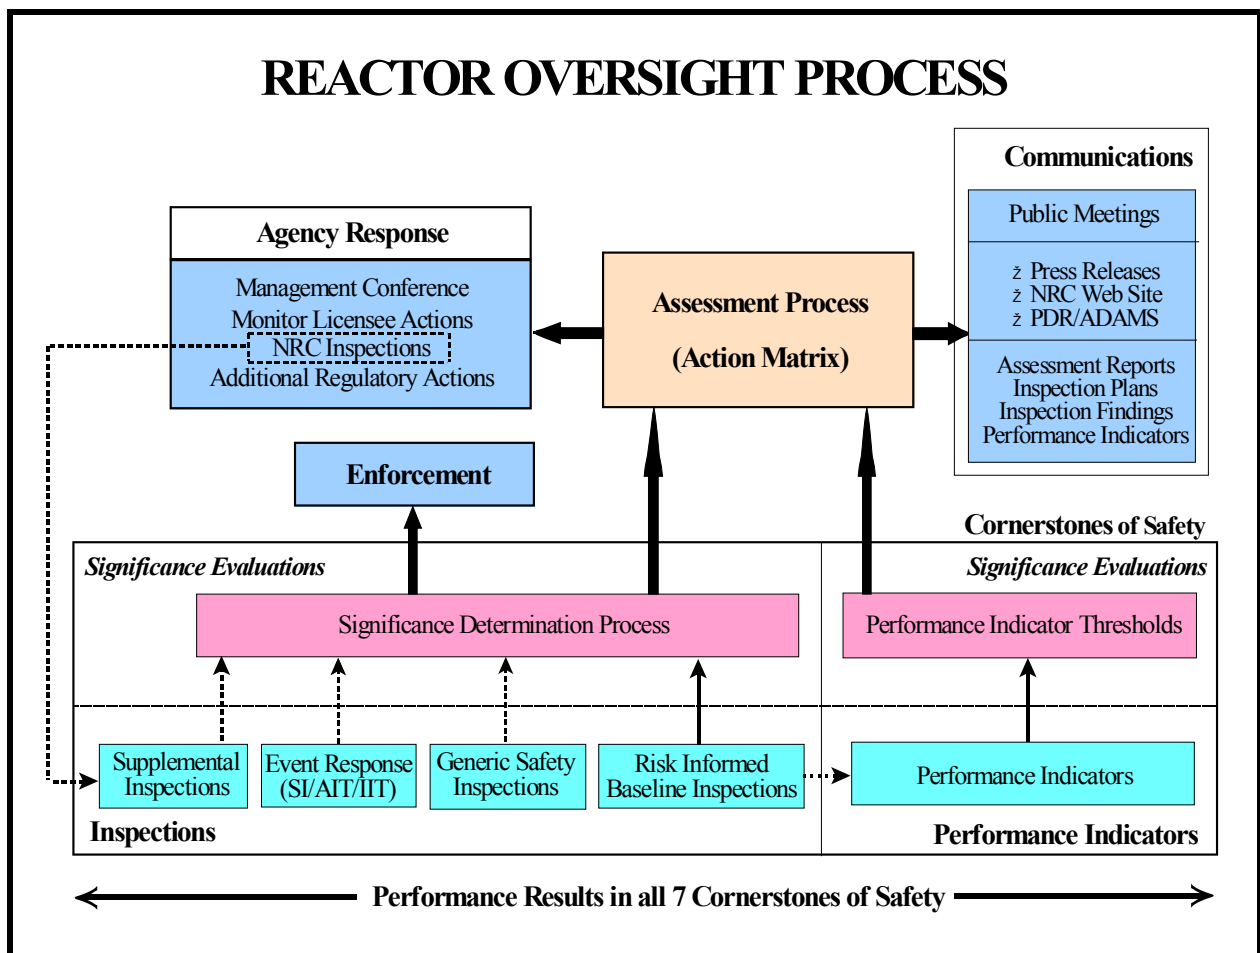 REACTOR OVERSIGHT PROCESS
Communications
Public Meetings
ž Press Releases
ž NRC Web Site
ž PDR/ADAMS
Assessment Reports
Inspection Plans
Inspection Findings
Performance Indicators
Agency Response
Management Conference
Monitor Licensee Actions
NRC Inspections
Additional Regulatory Actions
Assessment Process
(Action Matrix)
Enforcement
Cornerstones of Safety
Significance Evaluations
Significance Evaluations
Significance Determination Process
Performance Indicator Thresholds
Supplemental
Inspections
Event Response
(SI/AIT/IIT)
Generic Safety
Inspections
Risk Informed
Baseline Inspections
Performance Indicators
Inspections
Performance Indicators
Performance Results in all 7 Cornerstones of Safety